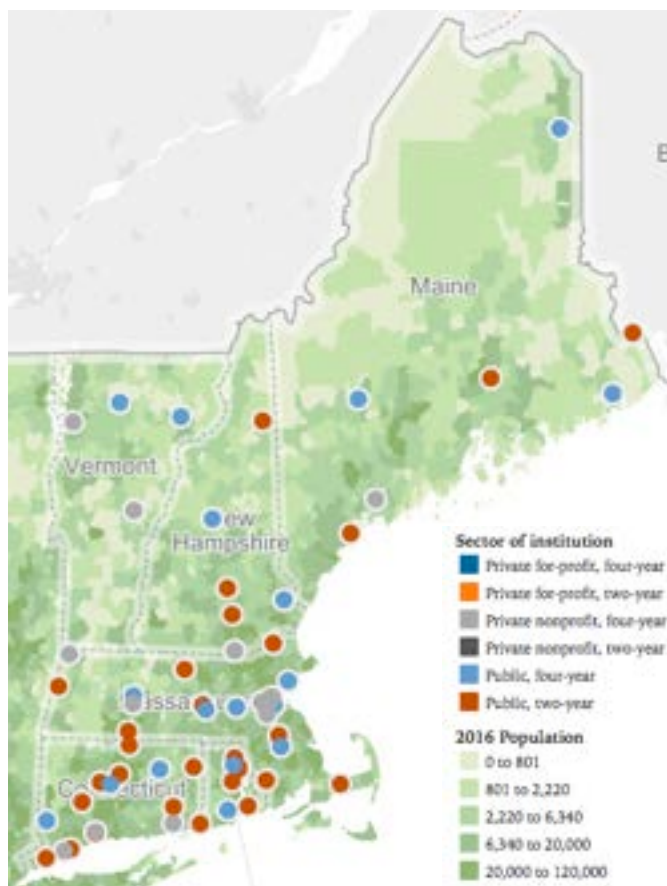 B
Maine
Vermont
ew
Hampshire
Sector of institution
Private for-profit, four-year
Private for-profit, two-year
Private nonprofit, four-year
Private nonprofit, two-year
Public, four-year
Public, two-year
2016 Population
0 to 801
801 to 2,220
2,220 to 6,340
6,340 to 20,000
20,000 to 120,000